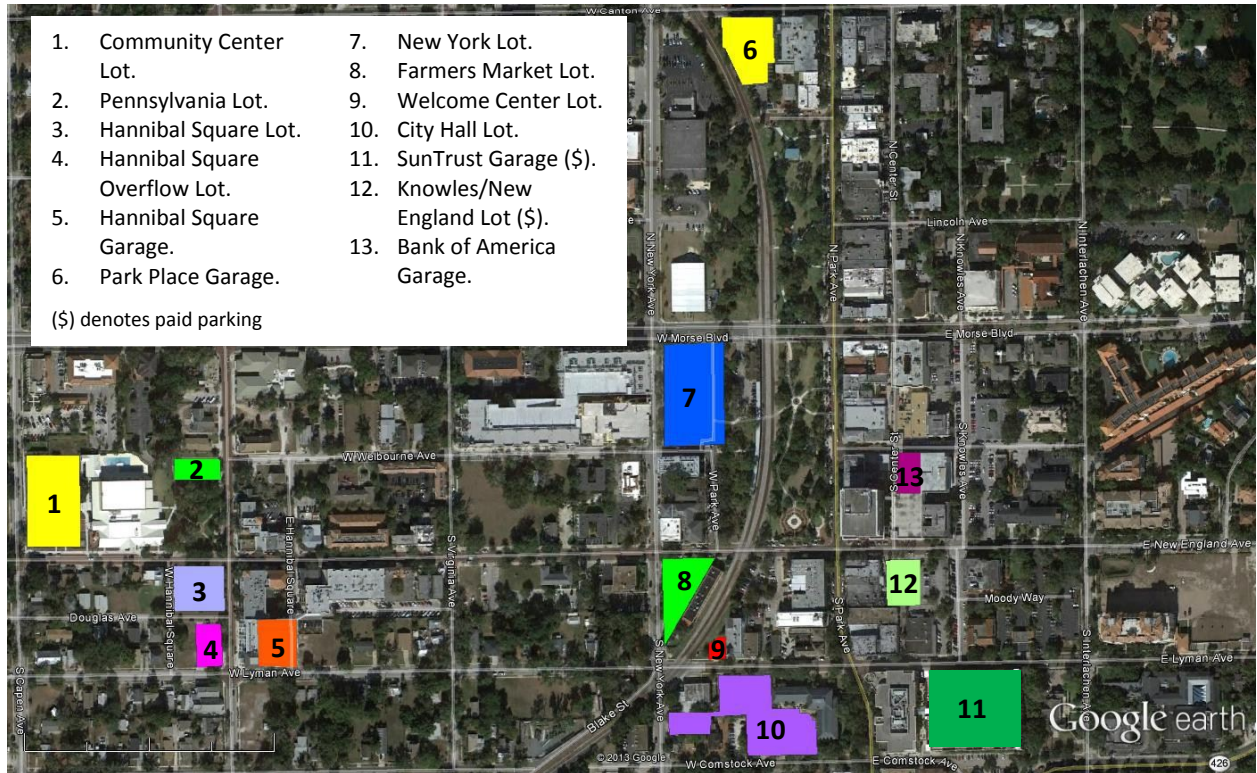 1. Community Center
Lot.
2. Pennsylvania Lot.
3. Hannibal Square Lot.
4. Hannibal Square
Overflow Lot.
5. Hannibal Square
Garage.
6. Park Place Garage.
7. New York Lot.
8. Farmers Market Lot.
9. Welcome Center Lot.
10. City Hall Lot.
11. SunTrust Garage ($).
12. Knowles/New
England Lot ($).
13. Bank of America
Garage.
($) denotes paid parking
W Canton Ave
6
N Center St
Lincoln Ave
N New York Ave
N Park Ave
N Knowles Ave
N Interlachen Ave
W Morse Blvd
E Morse Blvd
7
W Welbourne Ave
2
1
W Park Ave
S Center St
S Knowles Ave
13
E Hannibal Square
S Virginia Ave
E New England Ave
3
8
12
Moody Way
Douglas Ave
W Hannibal Square
4
5
S New York Ave
9
S Park Ave
S Interlachen Ave
E Lyman Ave
W Lyman Ave
S Capen Ave
Blake St
10
11
Google earth
© 2013 Google
W Comstock Ave
E Comstock Ave
426